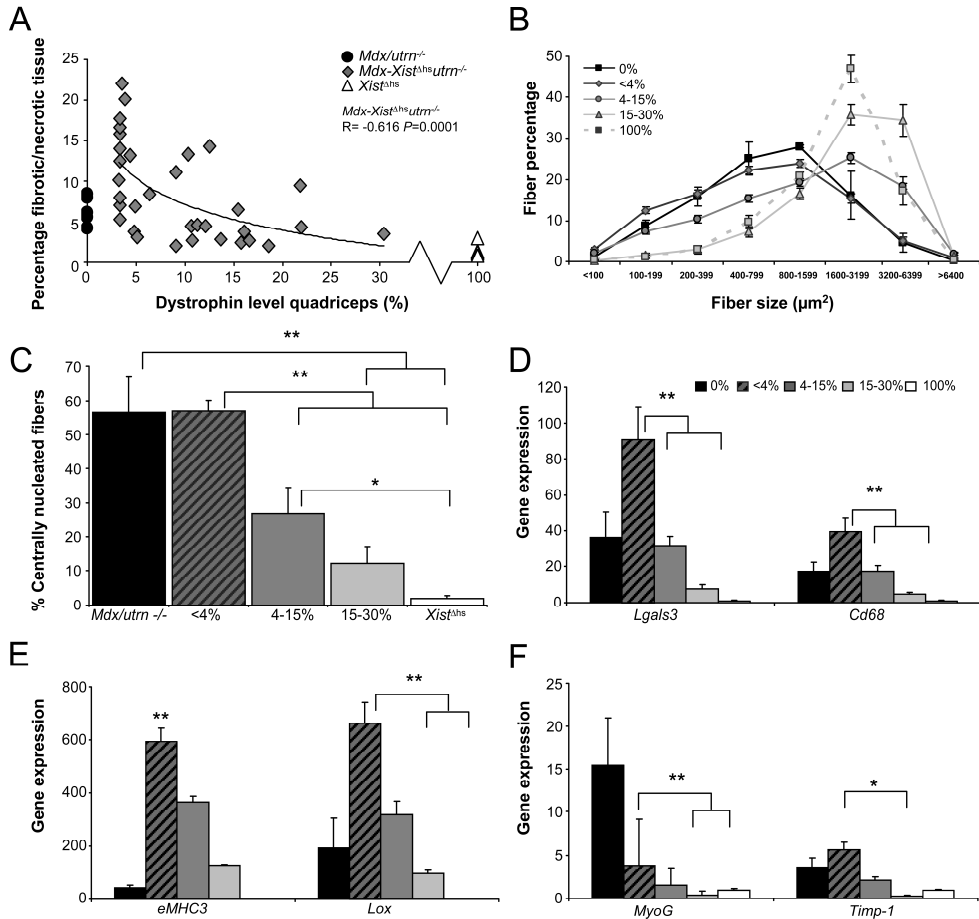 A
Percentage fibrotic/necrotic tissue
25
20
15
10
5
0
0
5
10
15
20
25
30
100
Dystrophin level quadriceps (%)
Mdx/utrn-/-
Mdx-XistΔhsutrn-/-
XistΔhs
Mdx-XistΔhsutrn-/-
R= -0.616 P=0.0001
B
Fiber percentage
50
40
30
20
10
0
0%
<4%
4-15%
15-30%
100%
<100
100-199
200-399
400-799
800-1599
1600-3199
3200-6399
>6400
Fiber size (µm2)
C
% Centrally nucleated fibers
70
60
50
40
30
20
10
0
**
**
*
Mdx/utrn -/-
<4%
4-15%
15-30%
XistΔhs
D
Gene expression
120
100
80
60
40
20
0
0% <4% 4-15% 15-30% 100%
**
**
Lgals3
Cd68
E
Gene expression
800
600
400
200
0
**
**
eMHC3
Lox
F
Gene expression
25
20
15
10
5
0
**
*
MyoG
Timp-1